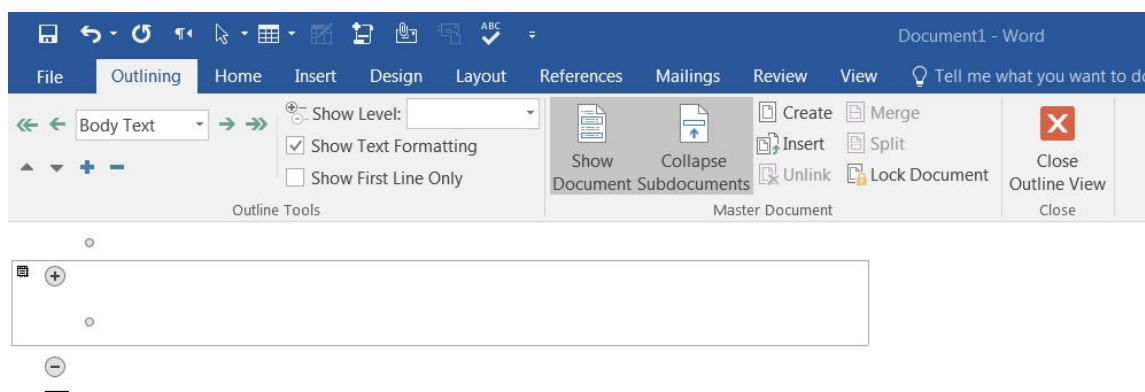 ABC
Document1 - Word
File Outlining Home Insert Design Layout References Mailings Review View Tell me what you want to do
Body Text
Show Level:
Show Text Formatting
Show First Line Only
Outline Tools
Show Document
Collapse Subdocuments
Create
Insert
Unlink
Merge
Split
Lock Document
Master Document
Close Outline View
Close